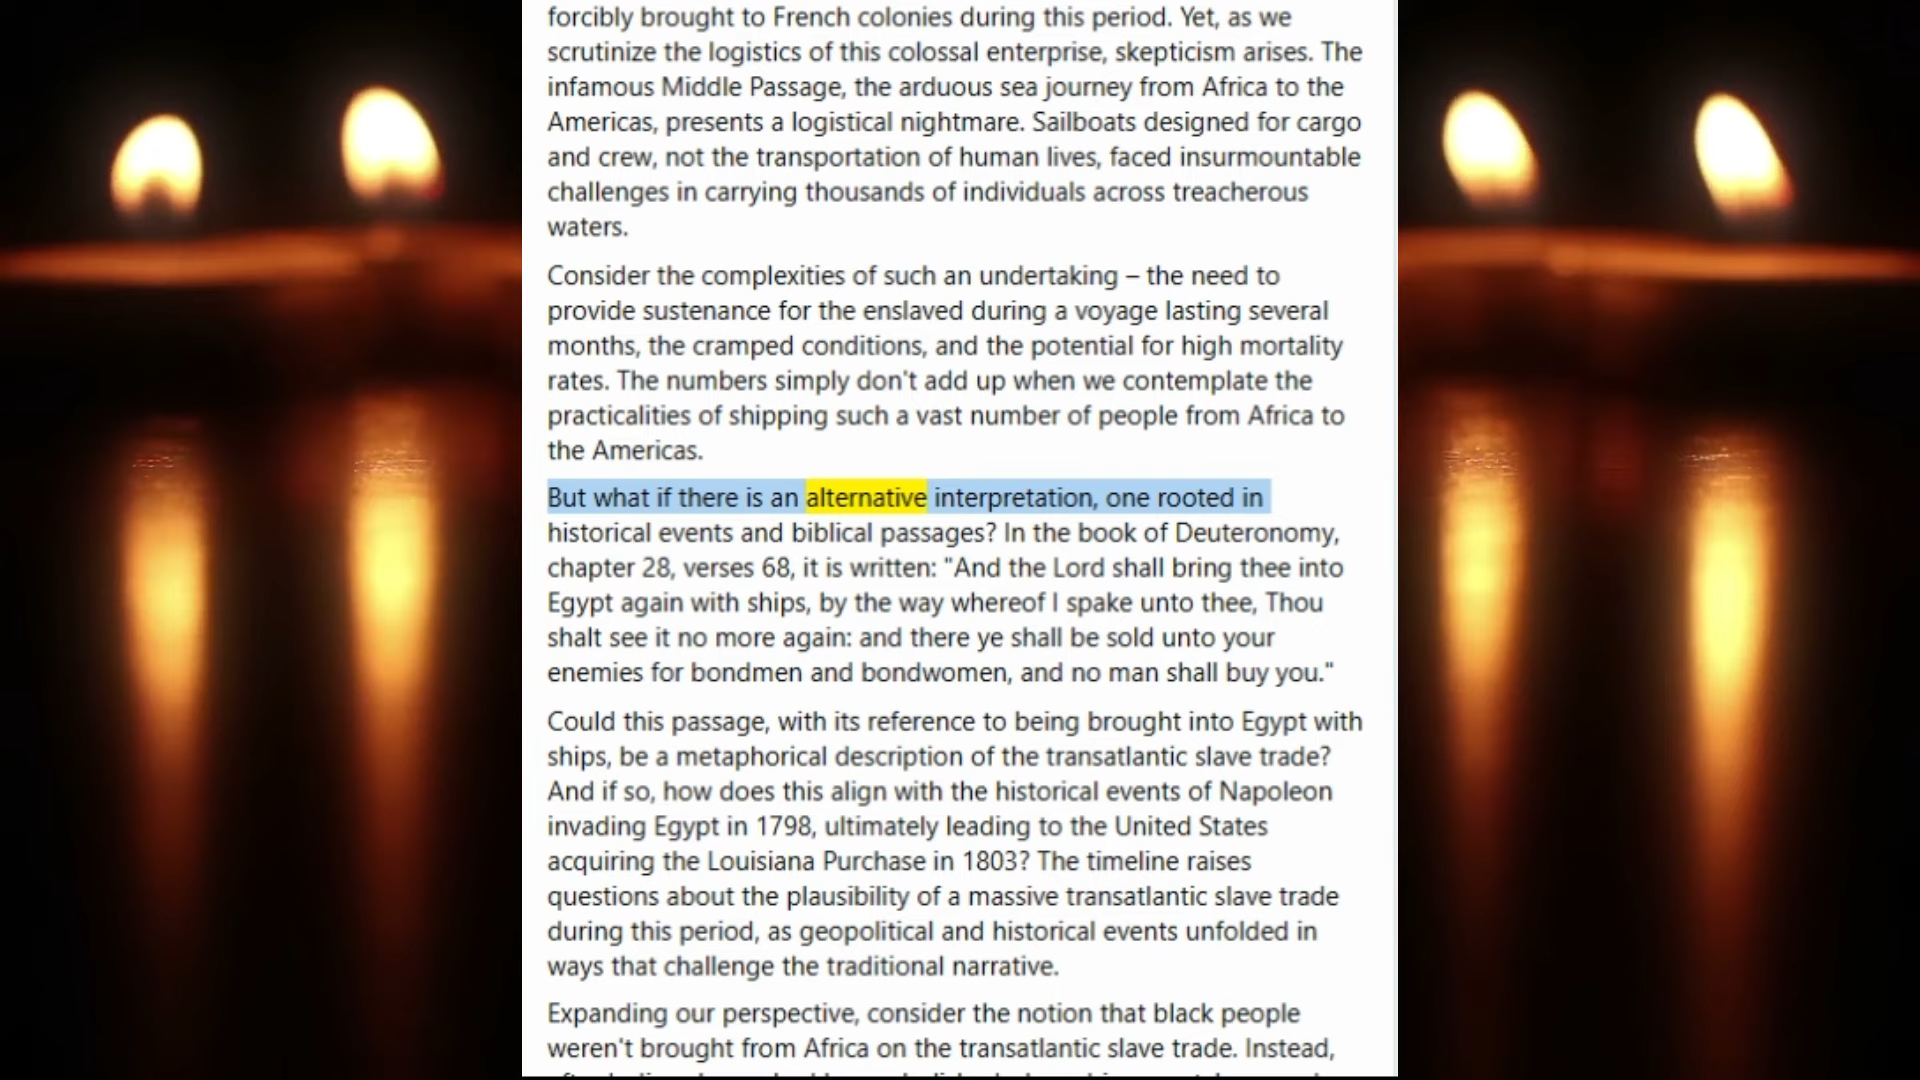 forcibly brought to French colonies during this period. Yet, as we
scrutinize the logistics of this colossal enterprise, skepticism arises. The
infamous Middle Passage, the arduous sea journey from Africa to the
Americas, presents a logistical nightmare. Sailboats designed for cargo
and crew, not the transportation of human lives, faced insurmountable
challenges in carrying thousands of individuals across treacherous
waters.
Consider the complexities of such an undertaking – the need to
provide sustenance for the enslaved during a voyage lasting several
months, the cramped conditions, and the potential for high mortality
rates. The numbers simply don't add up when we contemplate the
practicalities of shipping such a vast number of people from Africa to
the Americas.
But what if there is an alternative interpretation, one rooted in
historical events and biblical passages? In the book of Deuteronomy,
chapter 28, verses 68, it is written: "And the Lord shall bring thee into
Egypt again with ships, by the way whereof I spake unto thee, Thou
shalt see it no more again: and there ye shall be sold unto your
enemies for bondmen and bondwomen, and no man shall buy you."
Could this passage, with its reference to being brought into Egypt with
ships, be a metaphorical description of the transatlantic slave trade?
And if so, how does this align with the historical events of Napoleon
invading Egypt in 1798, ultimately leading to the United States
acquiring the Louisiana Purchase in 1803? The timeline raises
questions about the plausibility of a massive transatlantic slave trade
during this period, as geopolitical and historical events unfolded in
ways that challenge the traditional narrative.
Expanding our perspective, consider the notion that black people
weren't brought from Africa on the transatlantic slave trade. Instead,